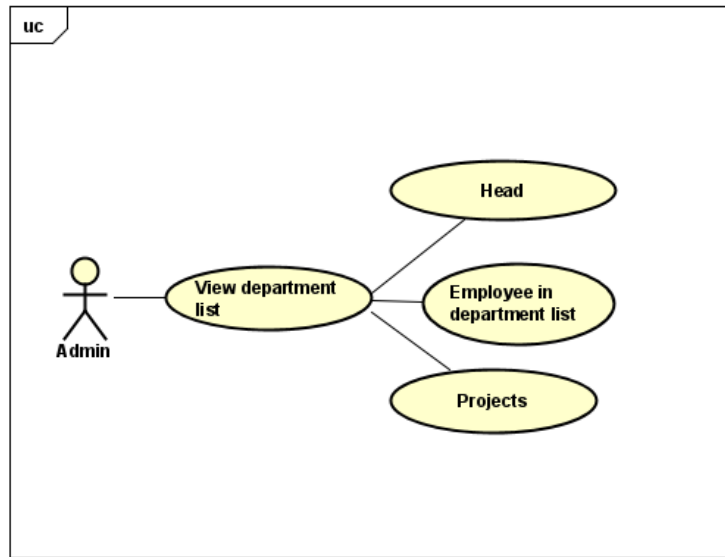 uc
Head
View department
list
Employee in
department list
Admin
Projects